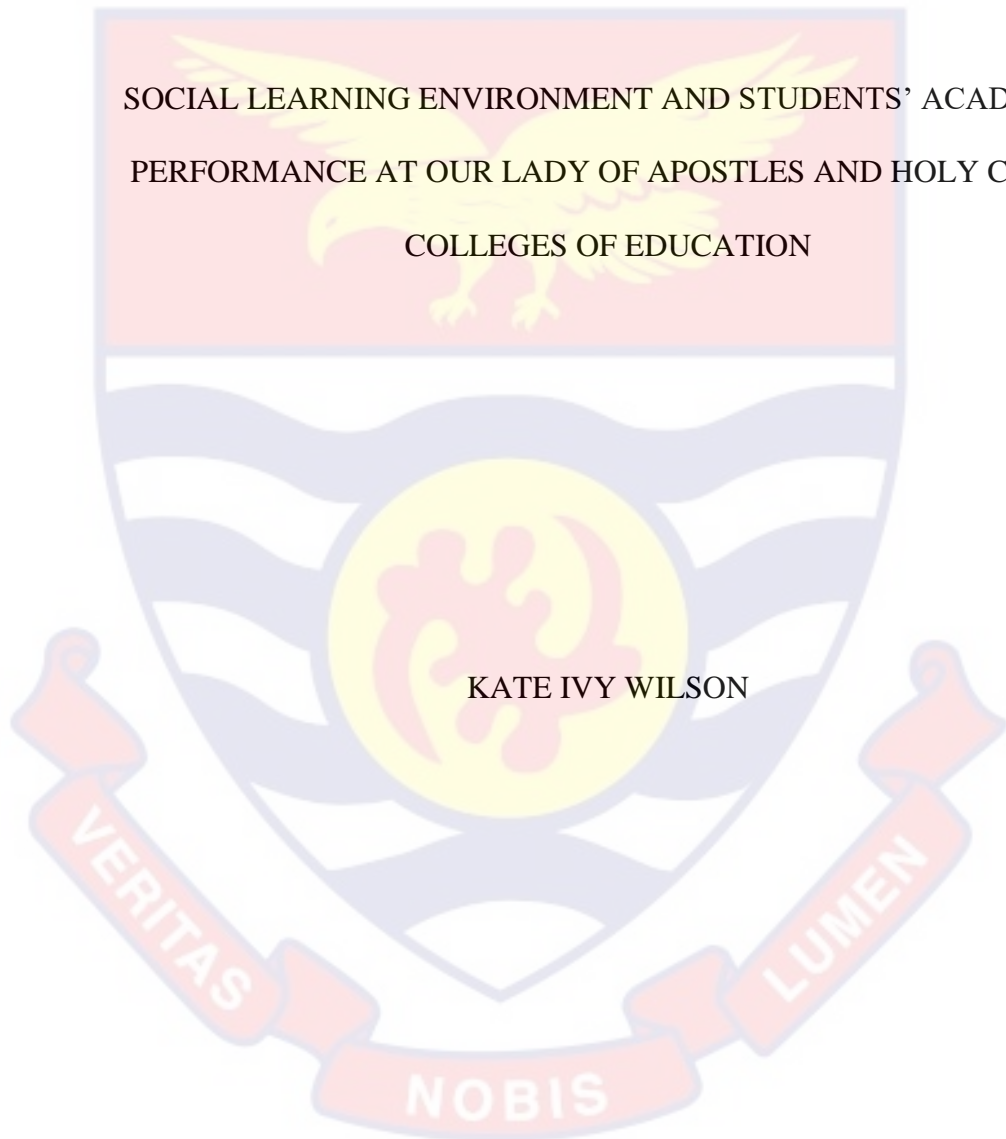 SOCIAL LEARNING ENVIRONMENT AND STUDENTS’
PERFORMANCE AT OUR LADY OF APOSTLES AND HOLY
COLLEGES OF EDUCATION
KATE IVY WILSON
VERITAS
NOBIS
LUMEN